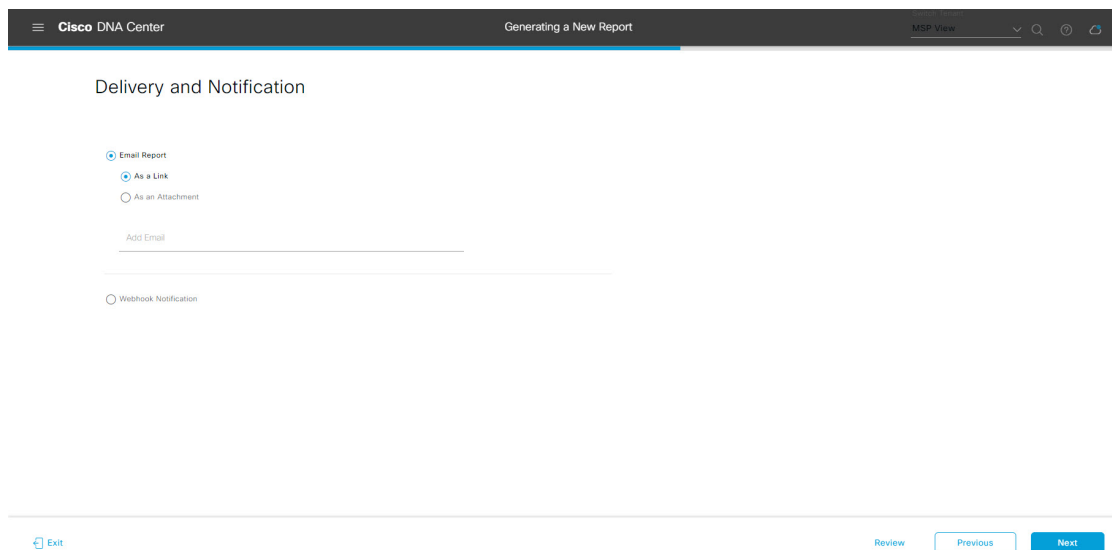 Cisco DNA Center
Generating a New Report
MSP View
Delivery and Notification
Email Report
As a Link
As an Attachment
Add Email
Webhook Notification
Exit
Review
Previous
Next